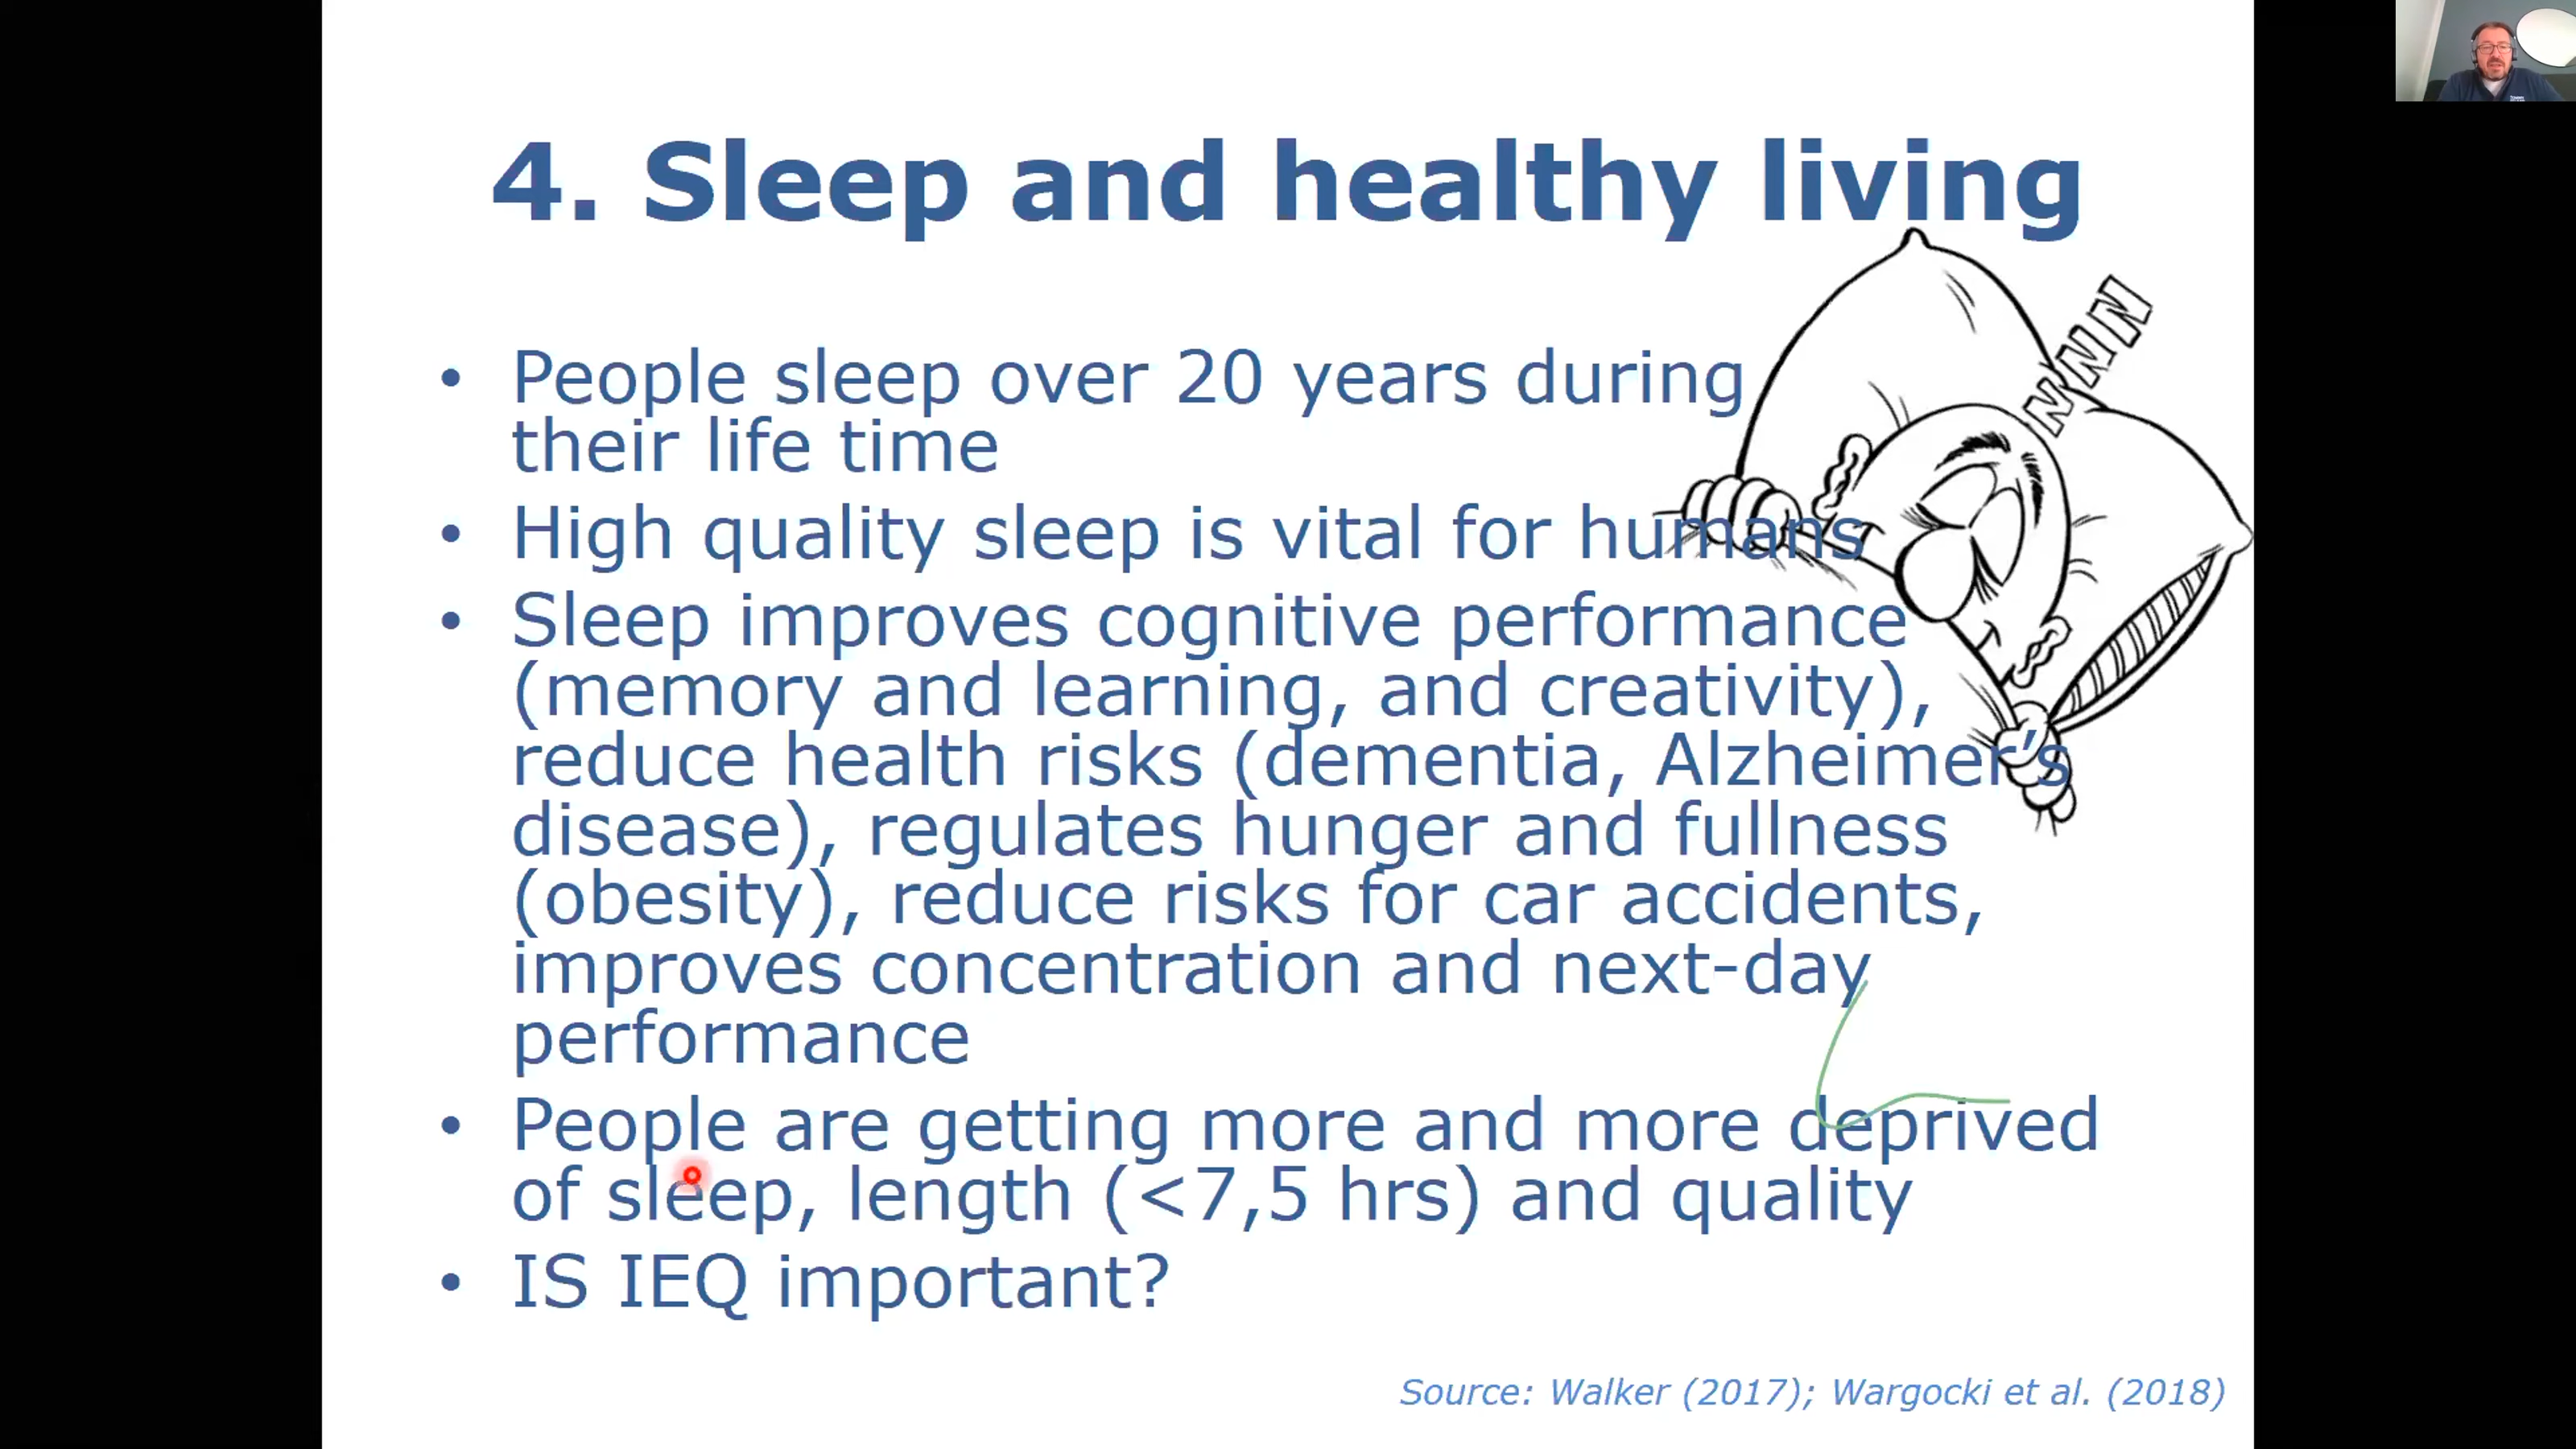 4. Sleep and healthy living
• People sleep over 20 years during
their life time
• High quality sleep is vital for humans
• Sleep improves cognitive performance
(memory and learning, and creativity),
reduce health risks (dementia, Alzheimer’s
disease), regulates hunger and fullness
(obesity), reduce risks for car accidents,
improves concentration and next-day
performance
• People are getting more and more deprived
of sleep, length (<7,5 hrs) and quality
• IS IEQ important?
Source: Walker (2017); Wargocki et al. (2018)
ZZZ